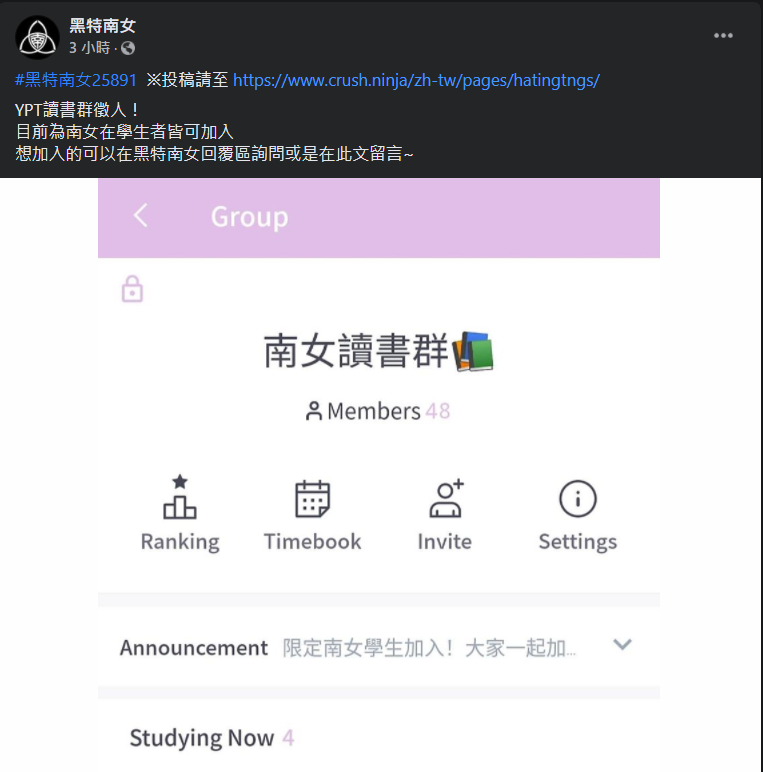 黑特南女
3 小時 ·
#黑特南女25891 ※投稿請至 https://www.crush.ninja/zh-tw/pages/hatingtngs/
YPT讀書群徵人！
目前為南女在學生者皆可加入
想加入的可以在黑特南女回覆區詢問或是在此文留言~
Group
南女讀書群
Members 48
Ranking Timebook Invite Settings
Announcement 限定南女學生加入！大家一起加...
Studying Now 4